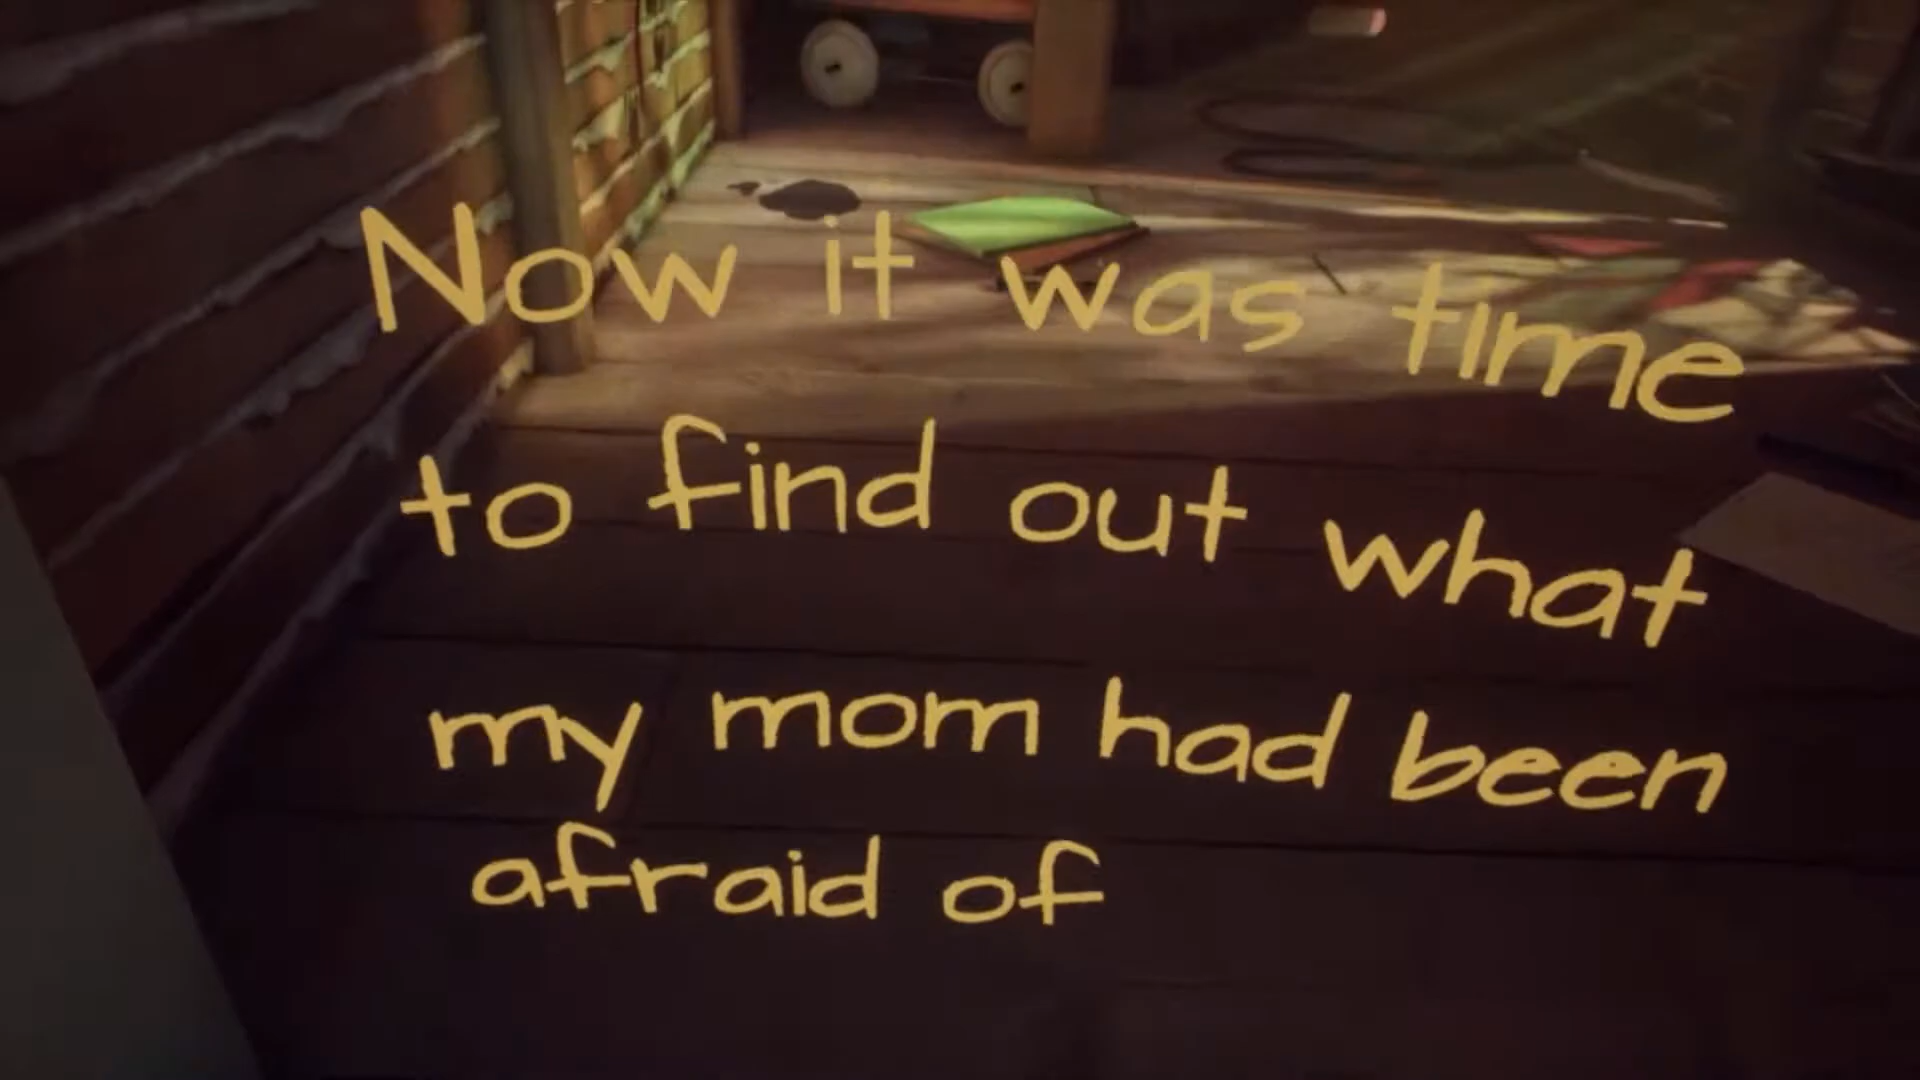 Now it was time
to find out what
my mom had been
afraid of